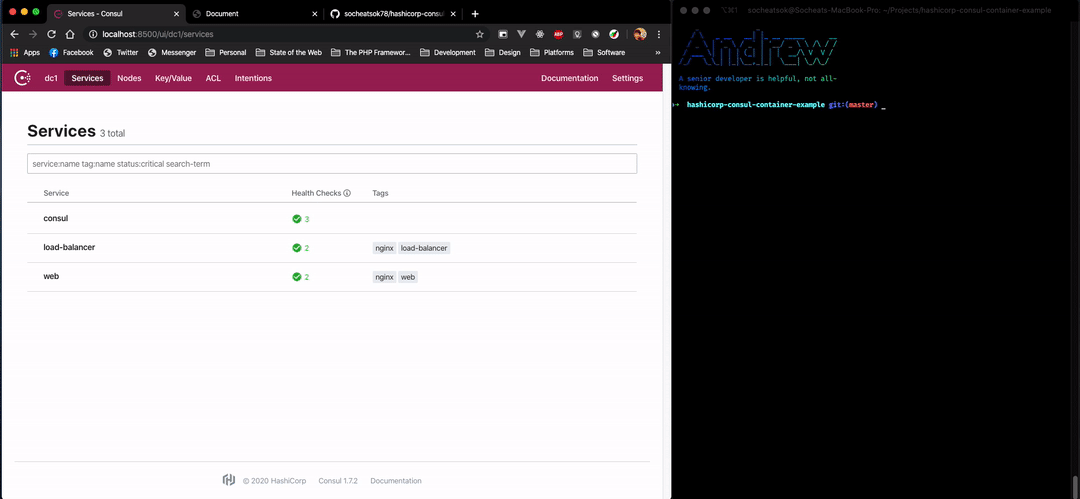 Services - Consul
Document
socheatsok78/hashicorp-consu
localhost:8500/ui/dc1/services
Apps Facebook Twitter Messenger Personal State of the Web The PHP Framewor... Development Design Platforms Software »
dc1 Services Nodes Key/Value ACL Intentions Documentation Settings
Services 3 total
service:name tag:name status:critical search-term
Service Health Checks Tags
consul 3
load-balancer 2 nginx load-balancer
web 2 nginx web
© 2020 HashiCorp Consul 1.7.2 Documentation
⌥⌘1 socheatsok@Socheats-MacBook-Pro: ~/Projects/hashicorp-consul-container-example
Andrew
A senior developer is helpful, not all-
knowing.
hashicorp-consul-container-example git:(master) _